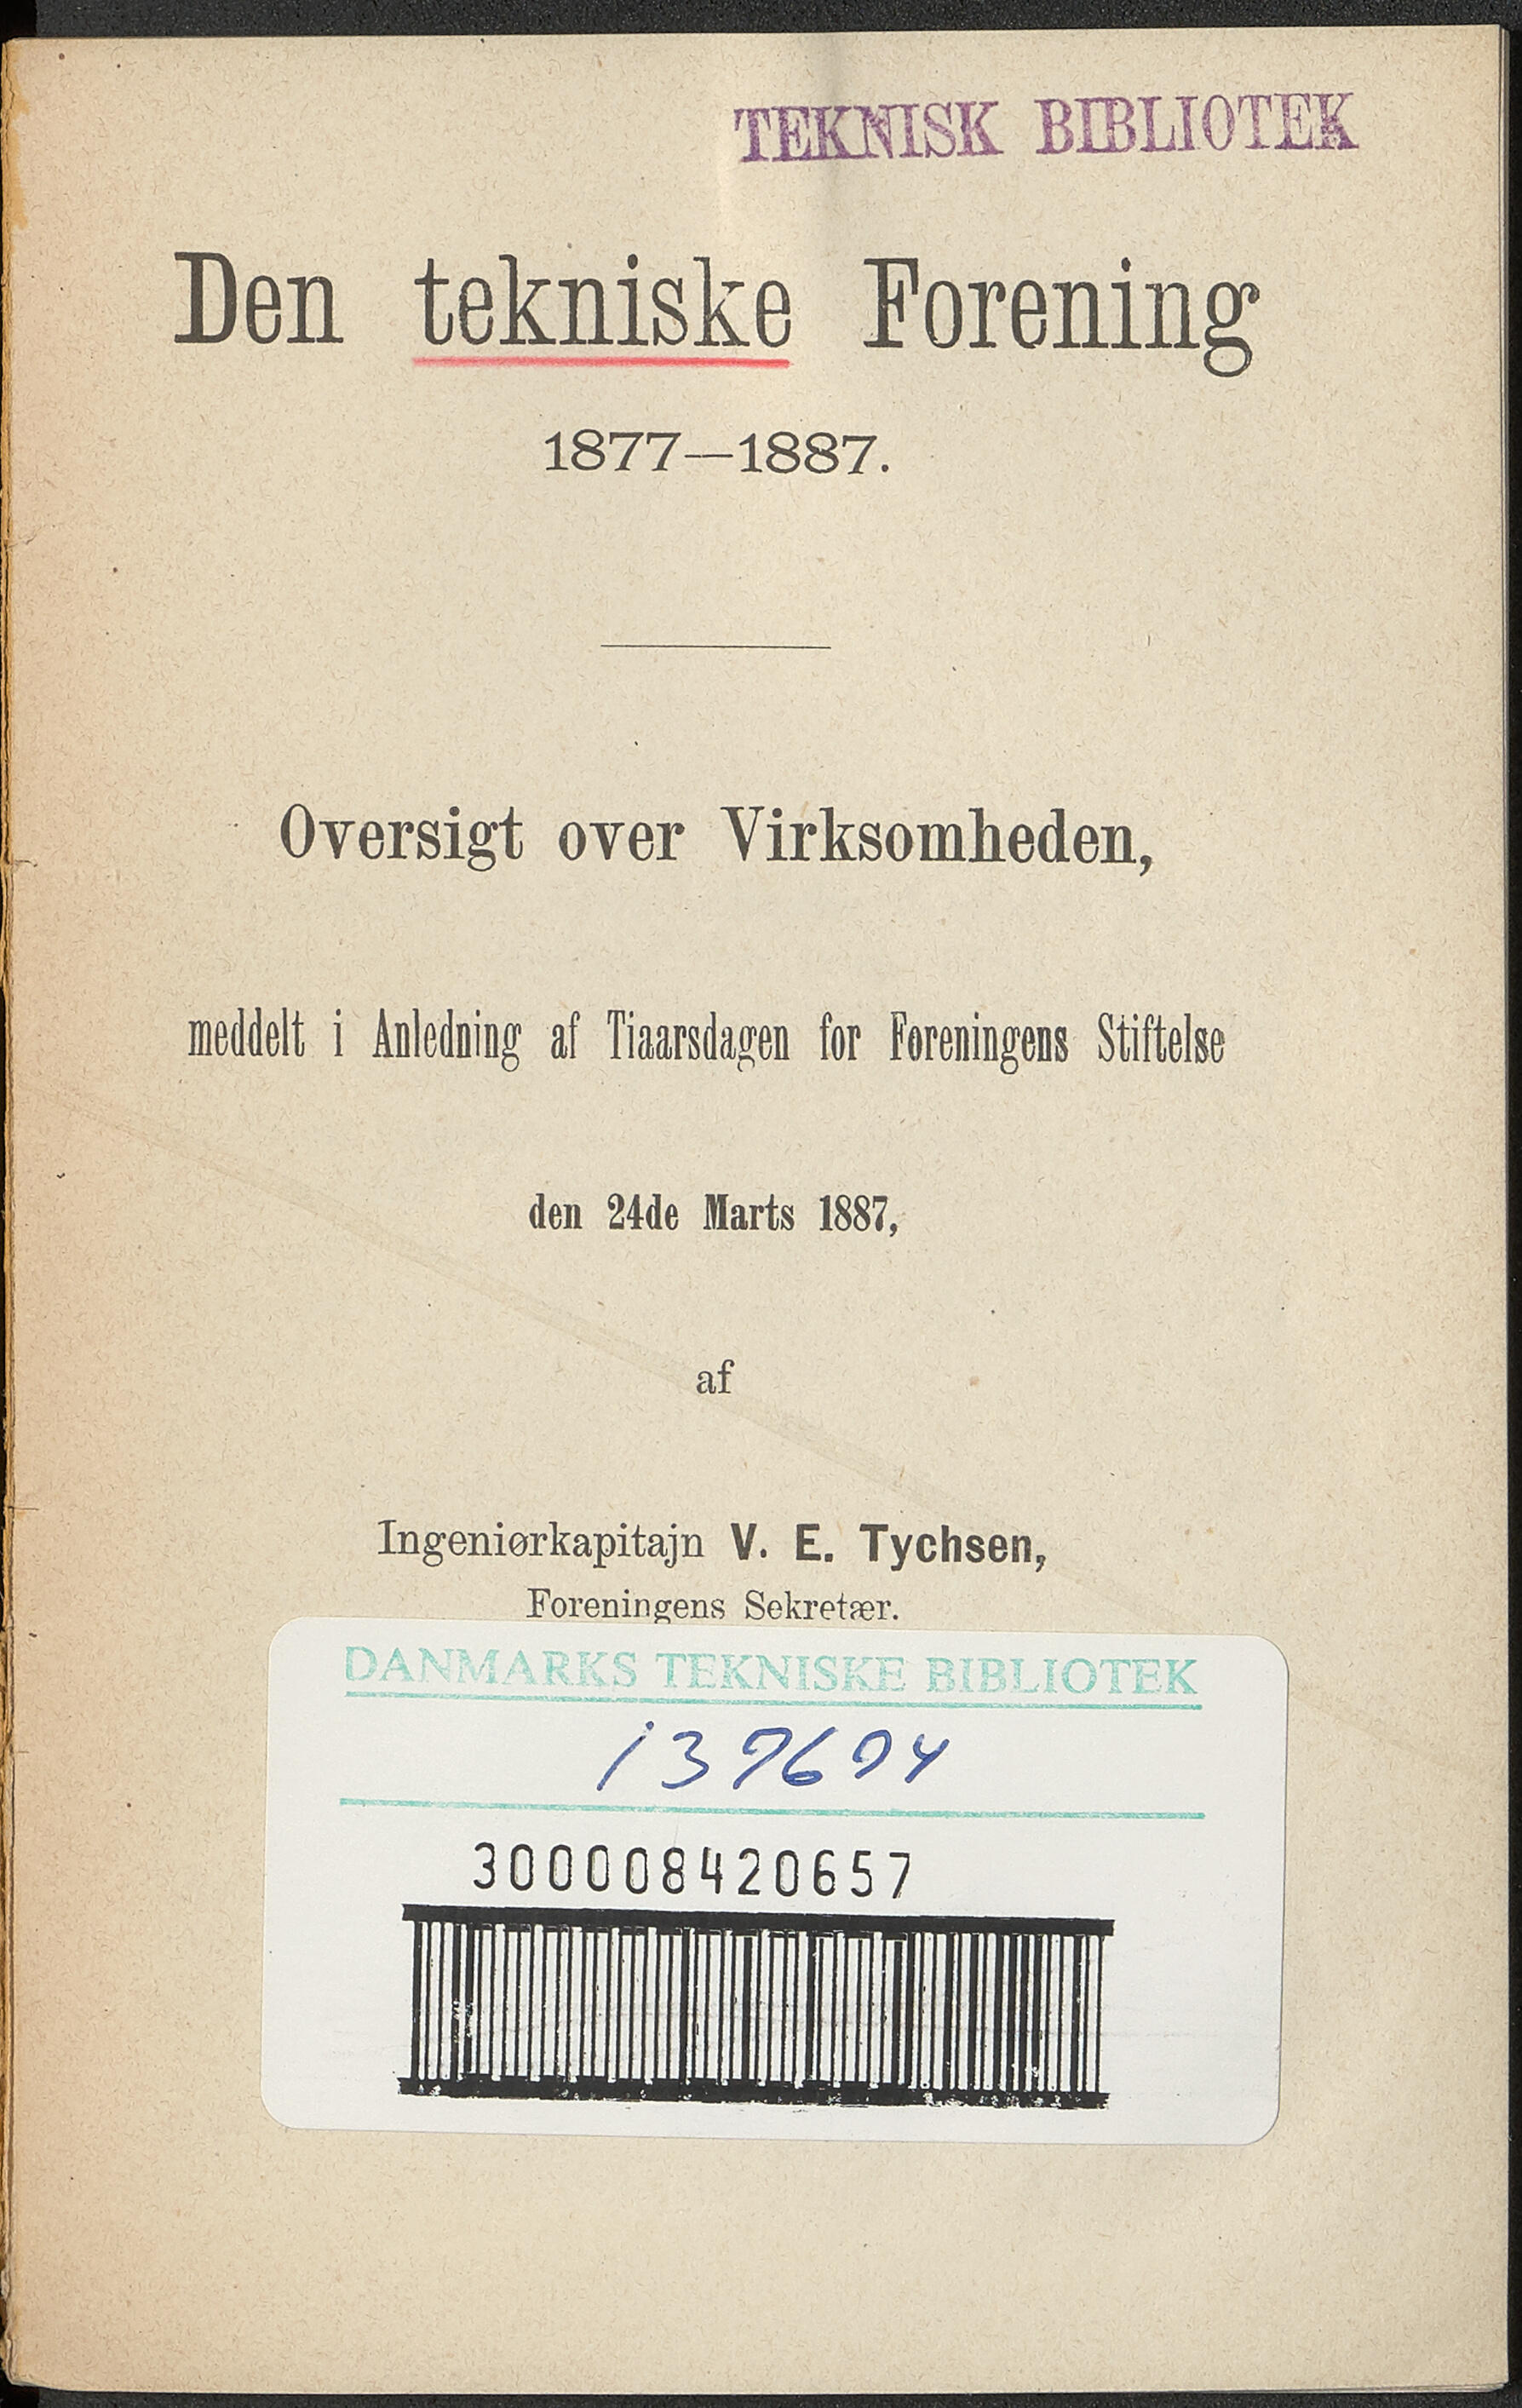 TEKNISK BIBLIOTEK
Den tekniske Forening
1877—1887.
Oversigt over Virksomheden,
meddelt i Anledning af Tiaarsdagen for Foreningens Stiftelse
den 24de Marts 1887,
af
Ingeniørkapitajn V. E. Tychsen,
Foreningens Sekretær.
DANMARKS TEKNISKE BIBLIOTEK
137674
300008420657